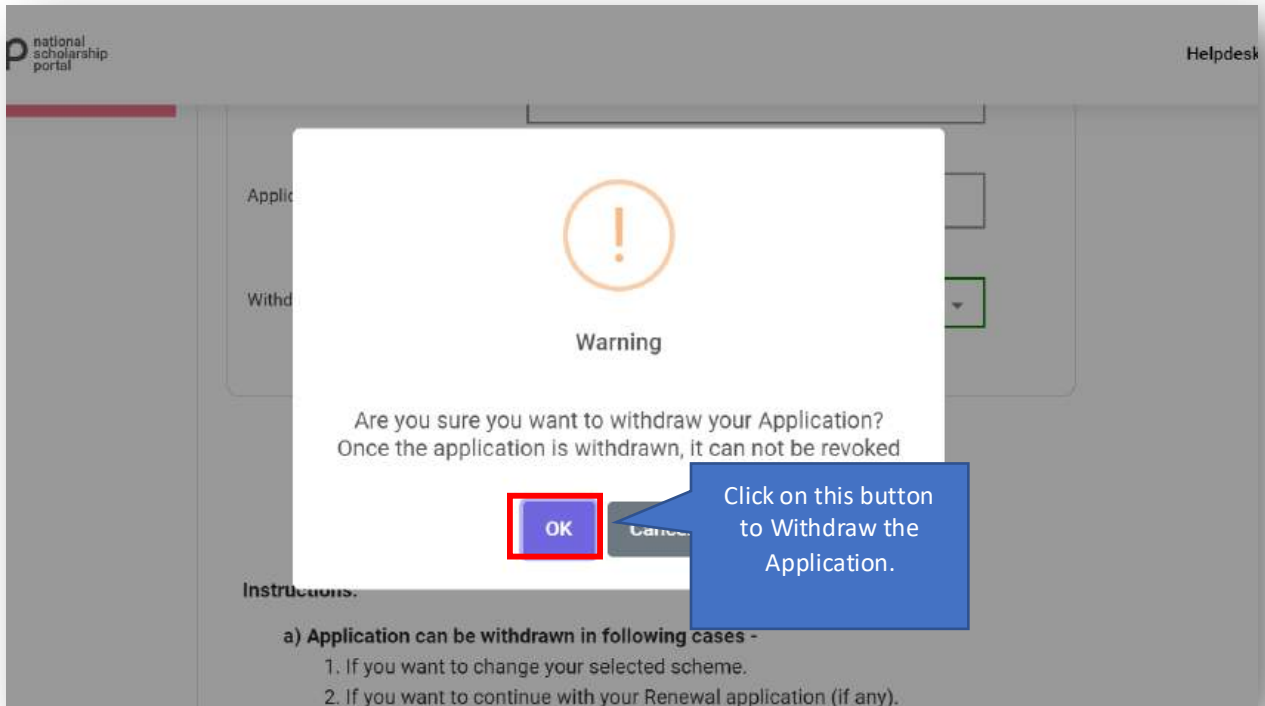 national
scholarship
portal
Helpdesk
Applic
Withd
Warning
Are you sure you want to withdraw your Application?
Once the application is withdrawn, it can not be revoked
OK
Click on this button
to Withdraw the
Application.
Instructions:
a) Application can be withdrawn in following cases -
1. If you want to change your selected scheme.
2. If you want to continue with your Renewal application (if any).